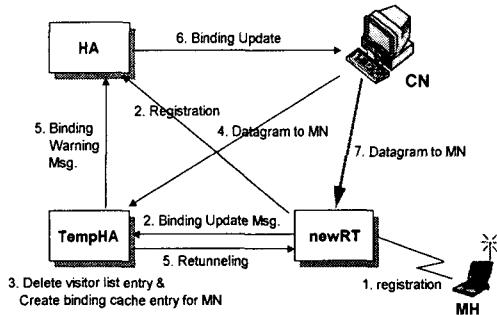 HA
6. Binding Update
CN
2. Registration
4. Datagram to MN
5. Binding
Warning
Msg.
7. Datagram to MN
TempHA
2. Binding Update Msg.
5. Retunneling
newRT
3. Delete visitor list entry &
Create binding cache entry for MN
1. registration
MH